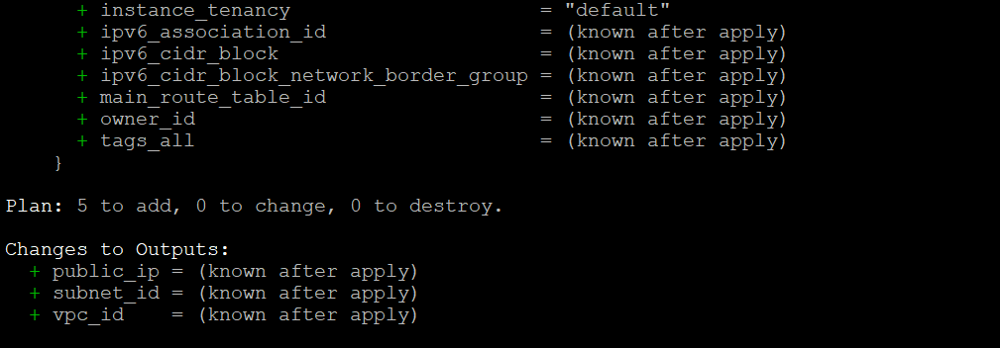 + instance_tenancy                     = "default"
+ ipv6_association_id                  = (known after apply)
+ ipv6_cidr_block                      = (known after apply)
+ ipv6_cidr_block_network_border_group = (known after apply)
+ main_route_table_id                  = (known after apply)
+ owner_id                             = (known after apply)
+ tags_all                             = (known after apply)
}
Plan: 5 to add, 0 to change, 0 to destroy.
Changes to Outputs:
+ public_ip = (known after apply)
+ subnet_id = (known after apply)
+ vpc_id    = (known after apply)